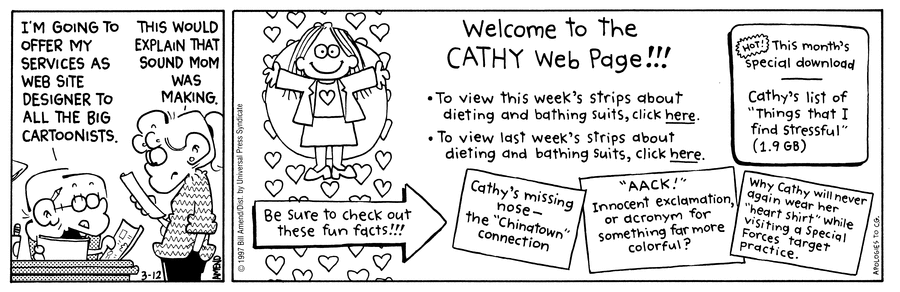 I'M GOING TO
OFFER MY
SERVICES AS
WEB SITE
DESIGNER TO
ALL THE BIG
CARTOONISTS.
THIS WOULD
EXPLAIN THAT
SOUND MOM
WAS
MAKING.
3-12
AMEND
© 1997 Bill Amend/Dist. by Universal Press Syndicate
Welcome to the
CATHY Web Page!!!
• To view this week's strips about
dieting and bathing suits, click here.
• To view last week's strips about
dieting and bathing suits, click here.
HOT! This month's
special download
Cathy's list of
"Things that I
find stressful"
(1.9 GB)
Be sure to check out
these fun facts!!!
Cathy's missing
nose—
the "Chinatown"
connection
"AACK!"
Innocent exclamation,
or acronym for
something far more
colorful?
Why Cathy will never
again wear her
"heart shirt" while
visiting a Special
Forces target
practice.
APOLOGIES TO C.G.